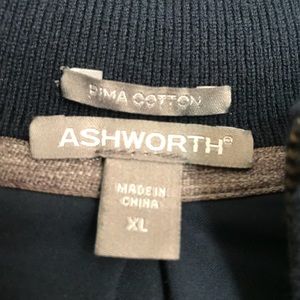 PIMA COTTON
ASHWORTH®
MADE IN
CHINA
XL